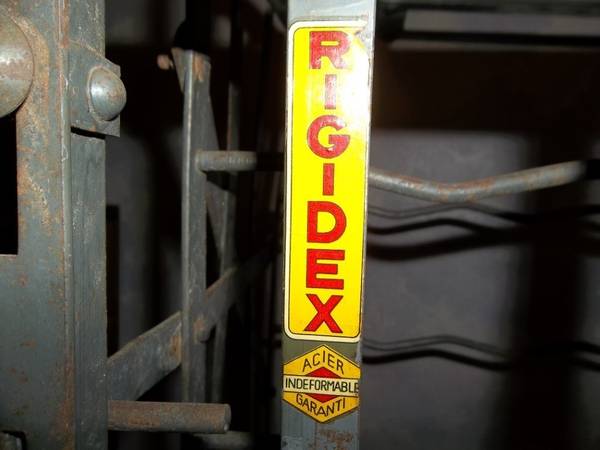 RIGIDEX
ACIER
INDEFORMABLE
GARANTI